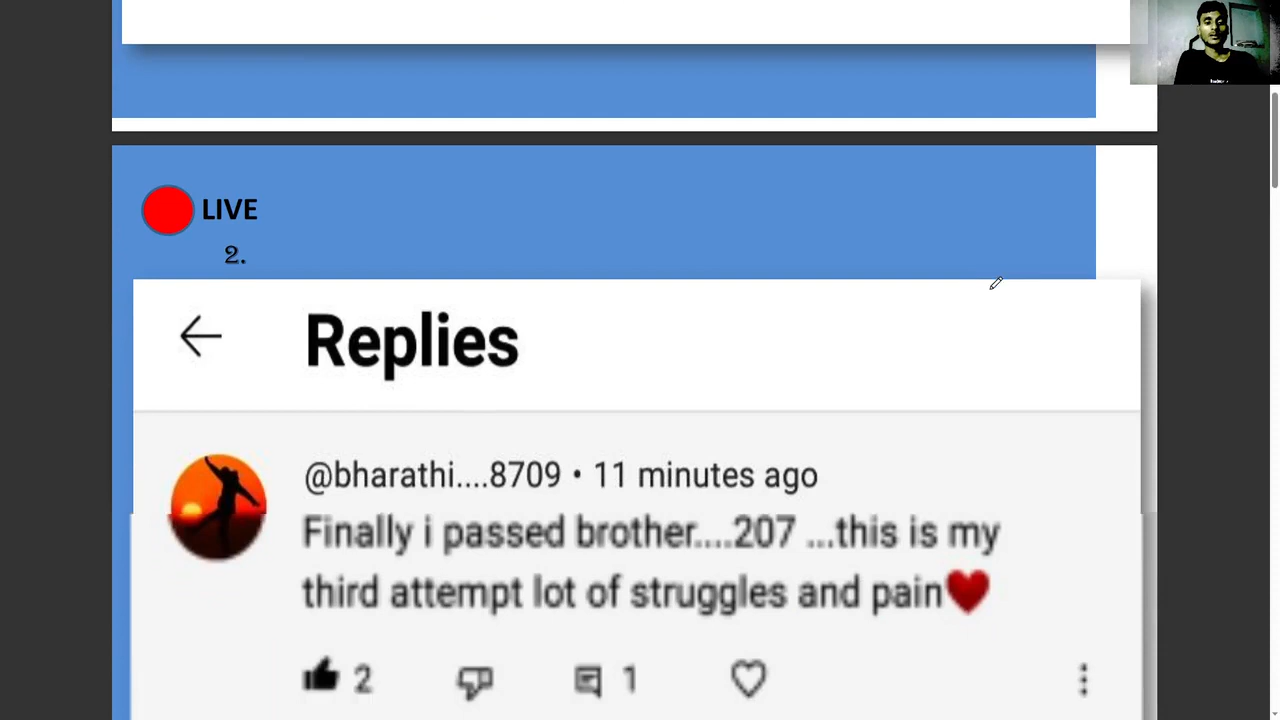 LIVE
2.
Replies
@bharathi....8709 • 11 minutes ago
Finally i passed brother....207 ...this is my
third attempt lot of struggles and pain❤
2
1